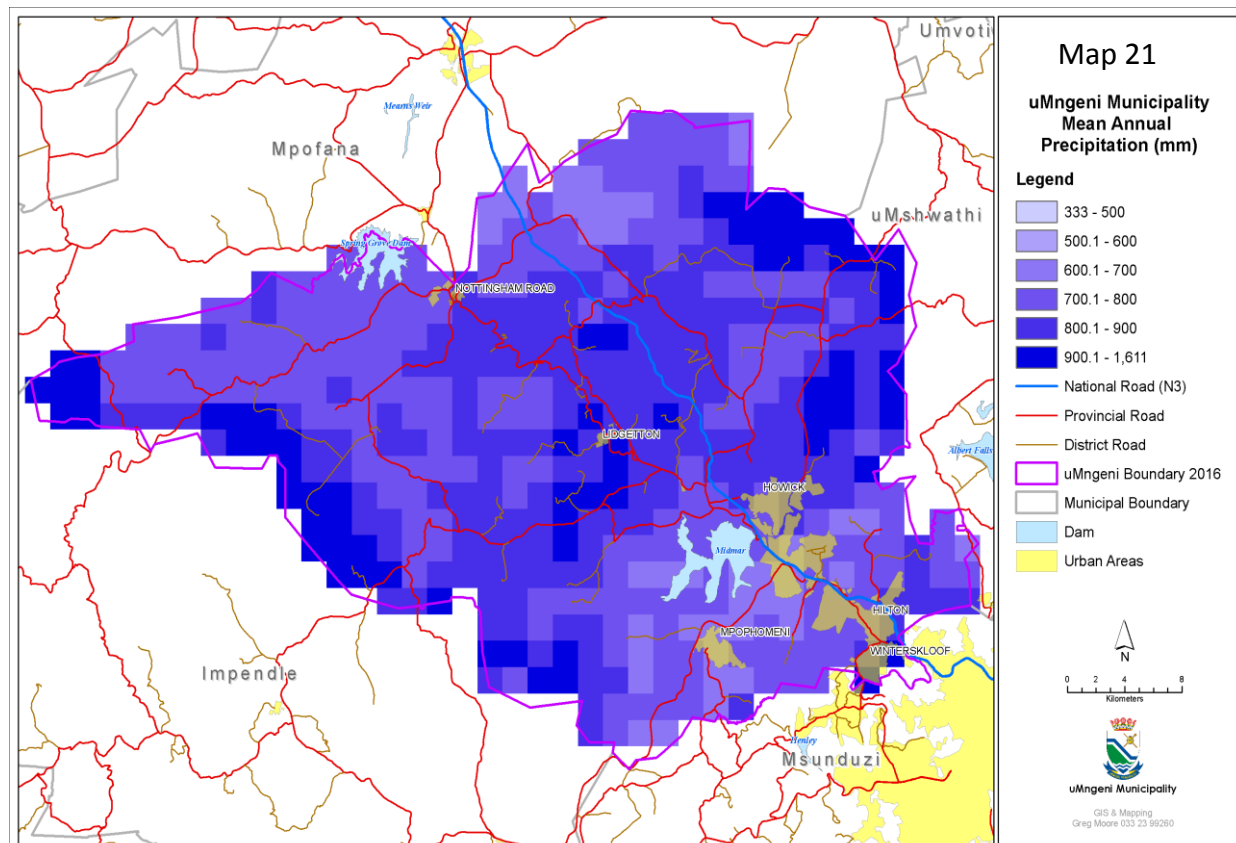 Umvoti
Mearns Weir
Mpofana
uMshwathi
Spring Grove Dam
NOTTINGHAM ROAD
LIDGETTON
Albert Falls
HOWICK
Midmar
HILTON
MPOPHOMENI
WINTERSKLOOF
Impendle
Henley
Msunduzi
Map 21
uMngeni Municipality
Mean Annual
Precipitation (mm)
Legend
333 - 500
500.1 - 600
600.1 - 700
700.1 - 800
800.1 - 900
900.1 - 1,611
National Road (N3)
Provincial Road
District Road
uMngeni Boundary 2016
Municipal Boundary
Dam
Urban Areas
N
0 2 4 8
Kilometers
uMngeni Municipality
GIS & Mapping
Greg Moore 033 23 99260